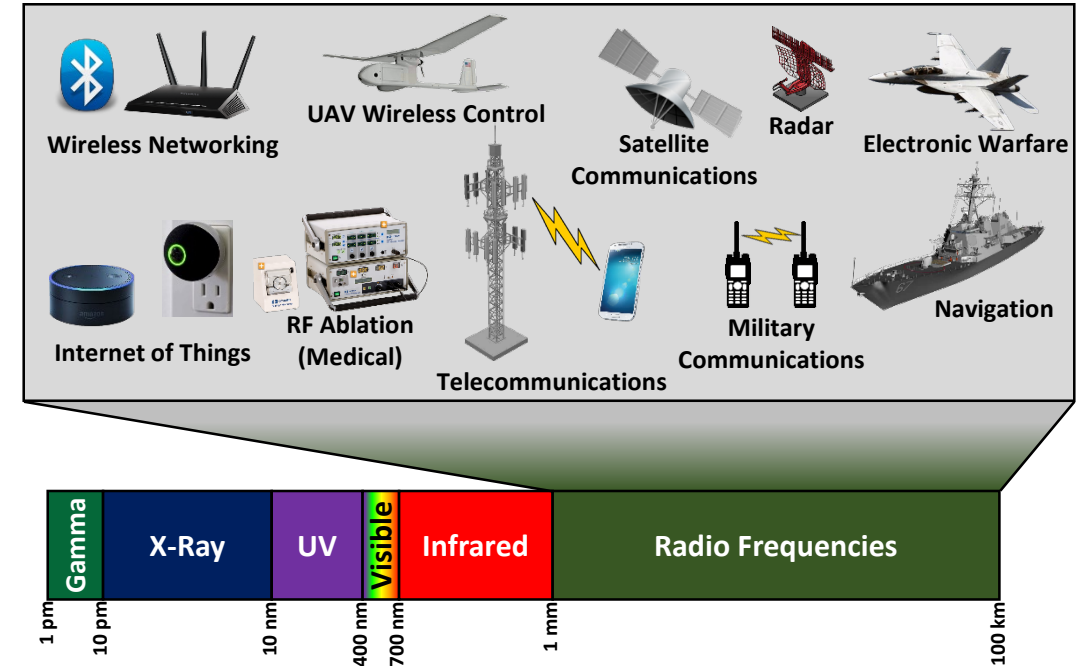 Wireless Networking
UAV Wireless Control
Satellite
Communications
Radar
Electronic Warfare
Internet of Things
RF Ablation
(Medical)
Telecommunications
Military
Communications
Navigation
Gamma
X-Ray
UV
Visible
Infrared
Radio Frequencies
1 pm
10 pm
10 nm
400 nm
700 nm
1 mm
100 km